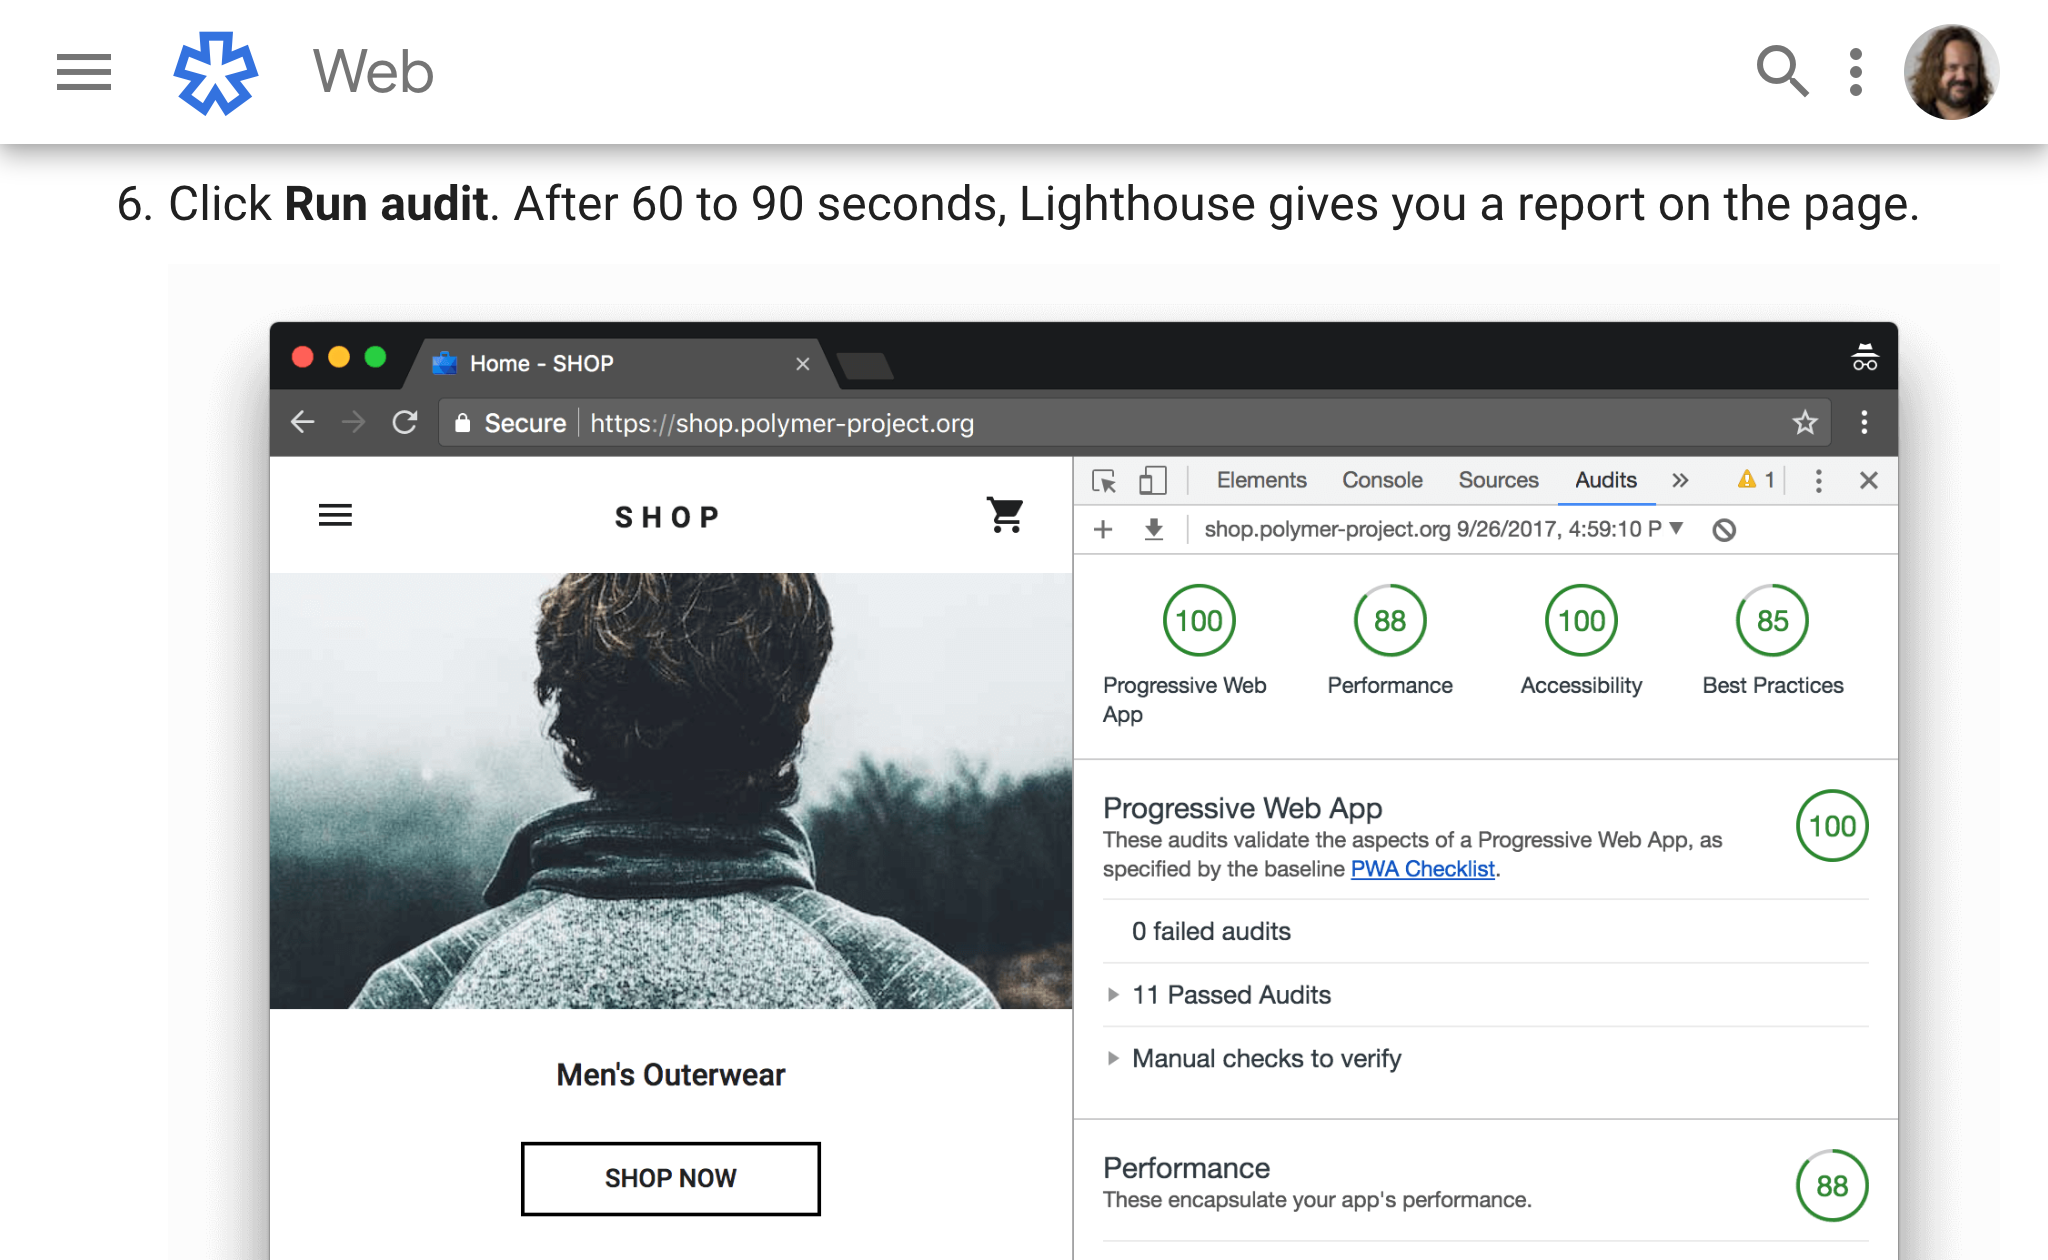 Web
6. Click Run audit. After 60 to 90 seconds, Lighthouse gives you a report on the page.
Home - SHOP
Secure https://shop.polymer-project.org
Elements Console Sources Audits » 1
shop.polymer-project.org 9/26/2017, 4:59:10 P
SHOP
100 88 100 85
Progressive Web App
Performance
Accessibility
Best Practices
Progressive Web App
100
These audits validate the aspects of a Progressive Web App, as
specified by the baseline PWA Checklist.
0 failed audits
11 Passed Audits
Manual checks to verify
Performance
88
These encapsulate your app's performance.
Men's Outerwear
SHOP NOW